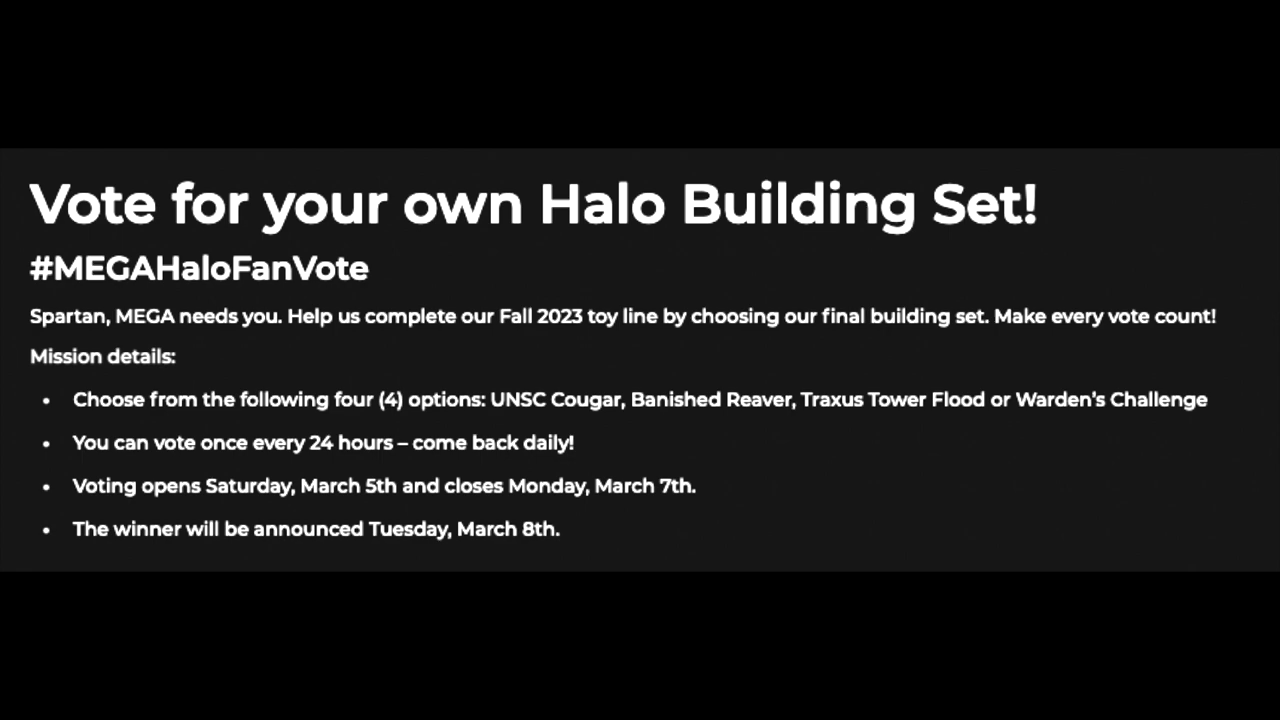 Vote for your own Halo Building Set!
#MEGAHaloFanVote
Spartan, MEGA needs you. Help us complete our Fall 2023 toy line by choosing our final building set. Make every vote count!
Mission details:
• Choose from the following four (4) options: UNSC Cougar, Banished Reaver, Traxus Tower Flood or Warden's Challenge
• You can vote once every 24 hours – come back daily!
• Voting opens Saturday, March 5th and closes Monday, March 7th.
• The winner will be announced Tuesday, March 8th.